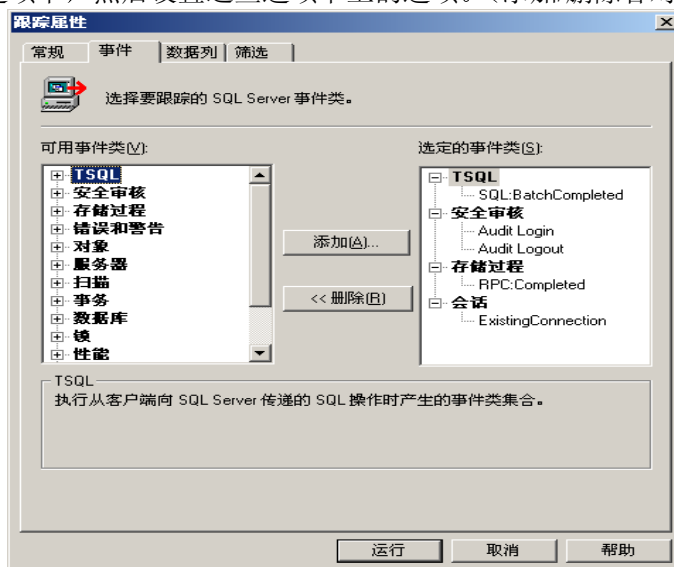 跟踪属性
常规 事件 数据列 筛选
选择要跟踪的 SQL Server 事件类。
可用事件类(V):
TSQL
安全审核
存储过程
错误和警告
对象
服务器
扫描
事务
数据库
锁
性能
添加(A)...
<< 删除(R)
选定的事件类(S):
TSQL
SQL:BatchCompleted
安全审核
Audit Login
Audit Logout
存储过程
RPC:Completed
会话
ExistingConnection
TSQL
执行从客户端向 SQL Server 传递的 SQL 操作时产生的事件类集合。
运行 取消 帮助